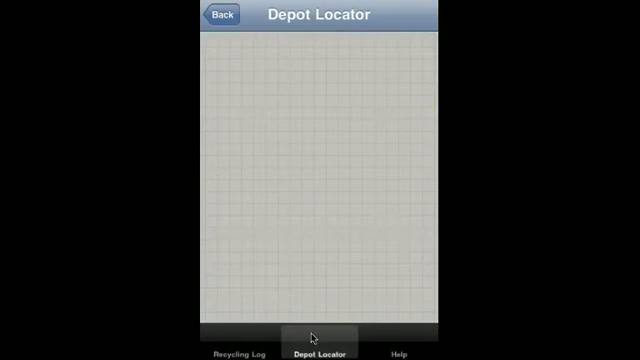 Back
Depot Locator
Recycling Log
Depot Locator
Help